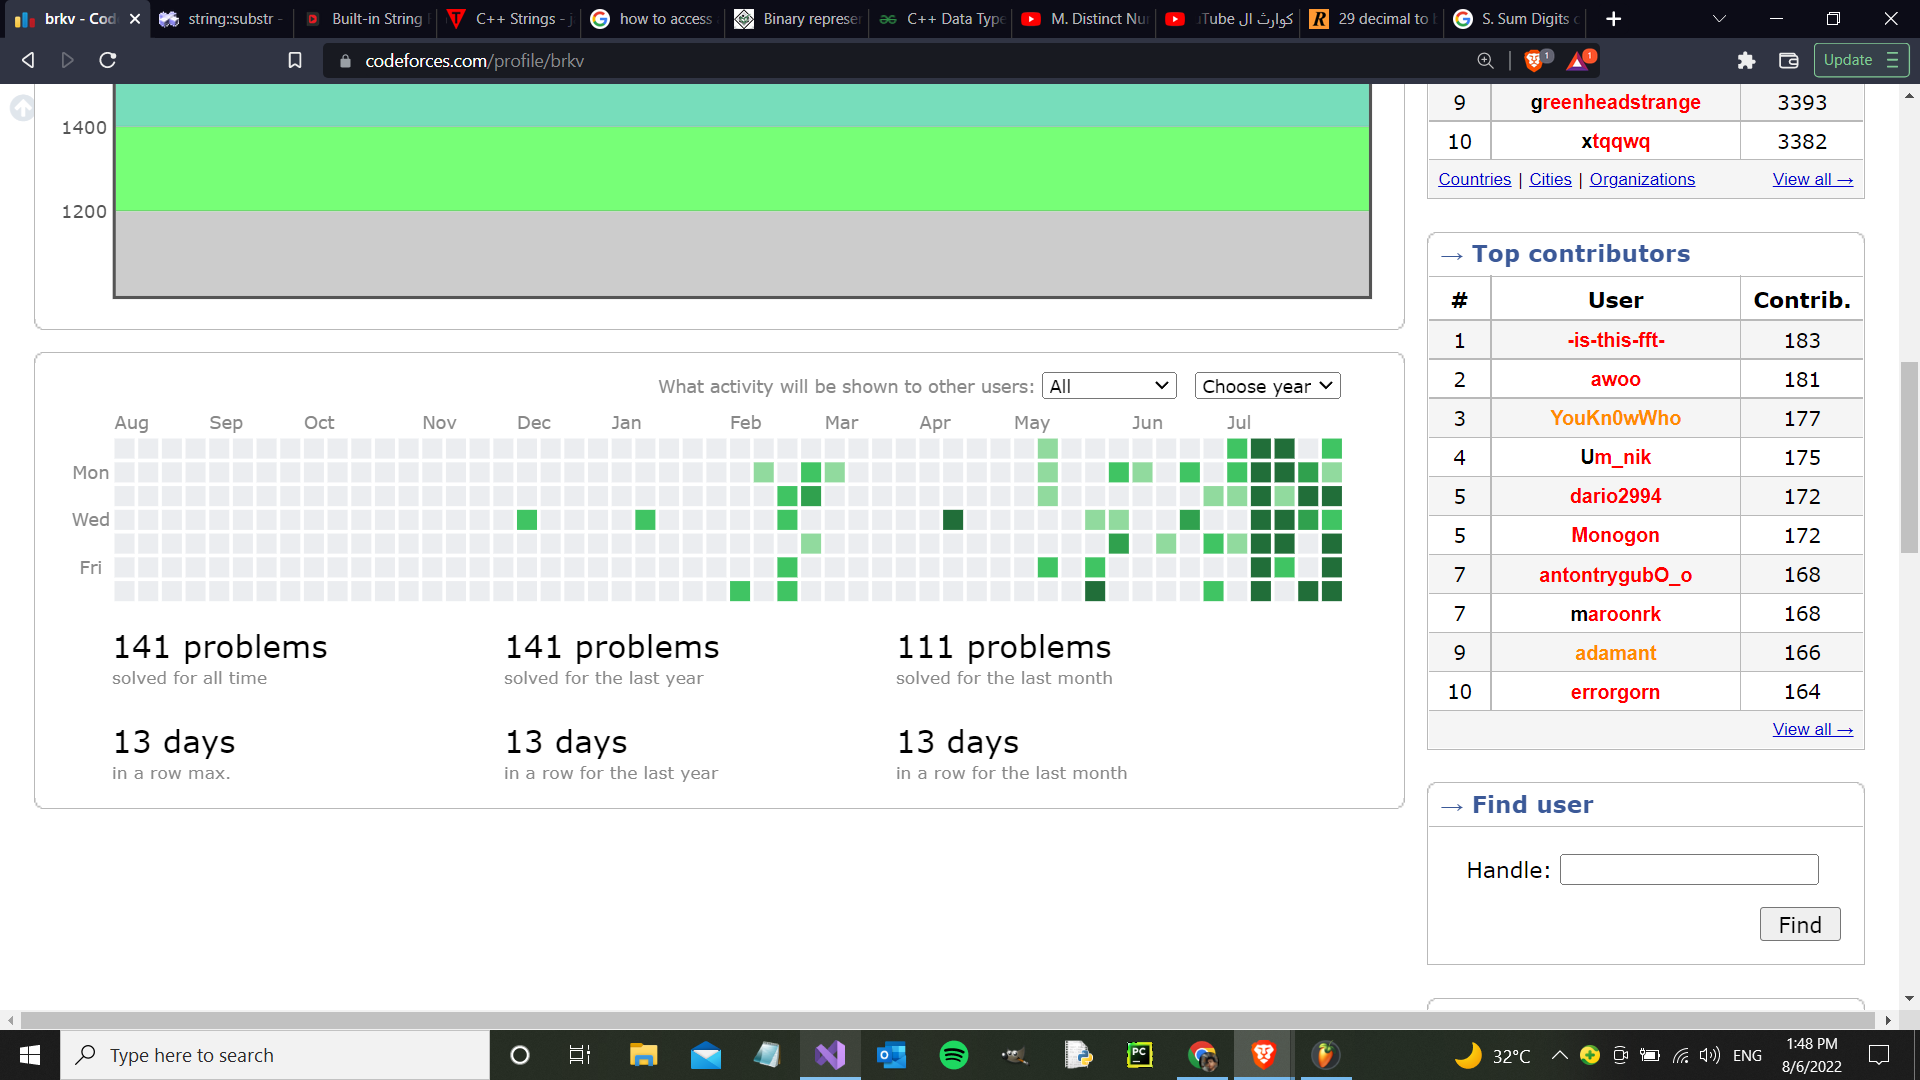 brkv - Cod
string::substr -
Built-in String
C++ Strings -
how to access
Binary represe
C++ Data Type
M. Distinct Nu
كوارث ال uTube
29 decimal to
S. Sum Digits
codeforces.com/profile/brkv
1
1
Update
1400
1200
9 greenheadstrange 3393
10 xtqqwq 3382
Countries | Cities | Organizations View all →
→ Top contributors
# User Contrib.
1 -is-this-fft- 183
2 awoo 181
3 YouKn0wWho 177
4 Um_nik 175
5 dario2994 172
5 Monogon 172
7 antontrygubO_o 168
7 maroonrk 168
9 adamant 166
10 errorgorn 164
View all →
→ Find user
Handle:
Find
What activity will be shown to other users: All Choose year
Aug Sep Oct Nov Dec Jan Feb Mar Apr May Jun Jul
Mon
Wed
Fri
141 problems
solved for all time
141 problems
solved for the last year
111 problems
solved for the last month
13 days
in a row max.
13 days
in a row for the last year
13 days
in a row for the last month
Type here to search
PC
32°C
ENG
1:48 PM
8/6/2022